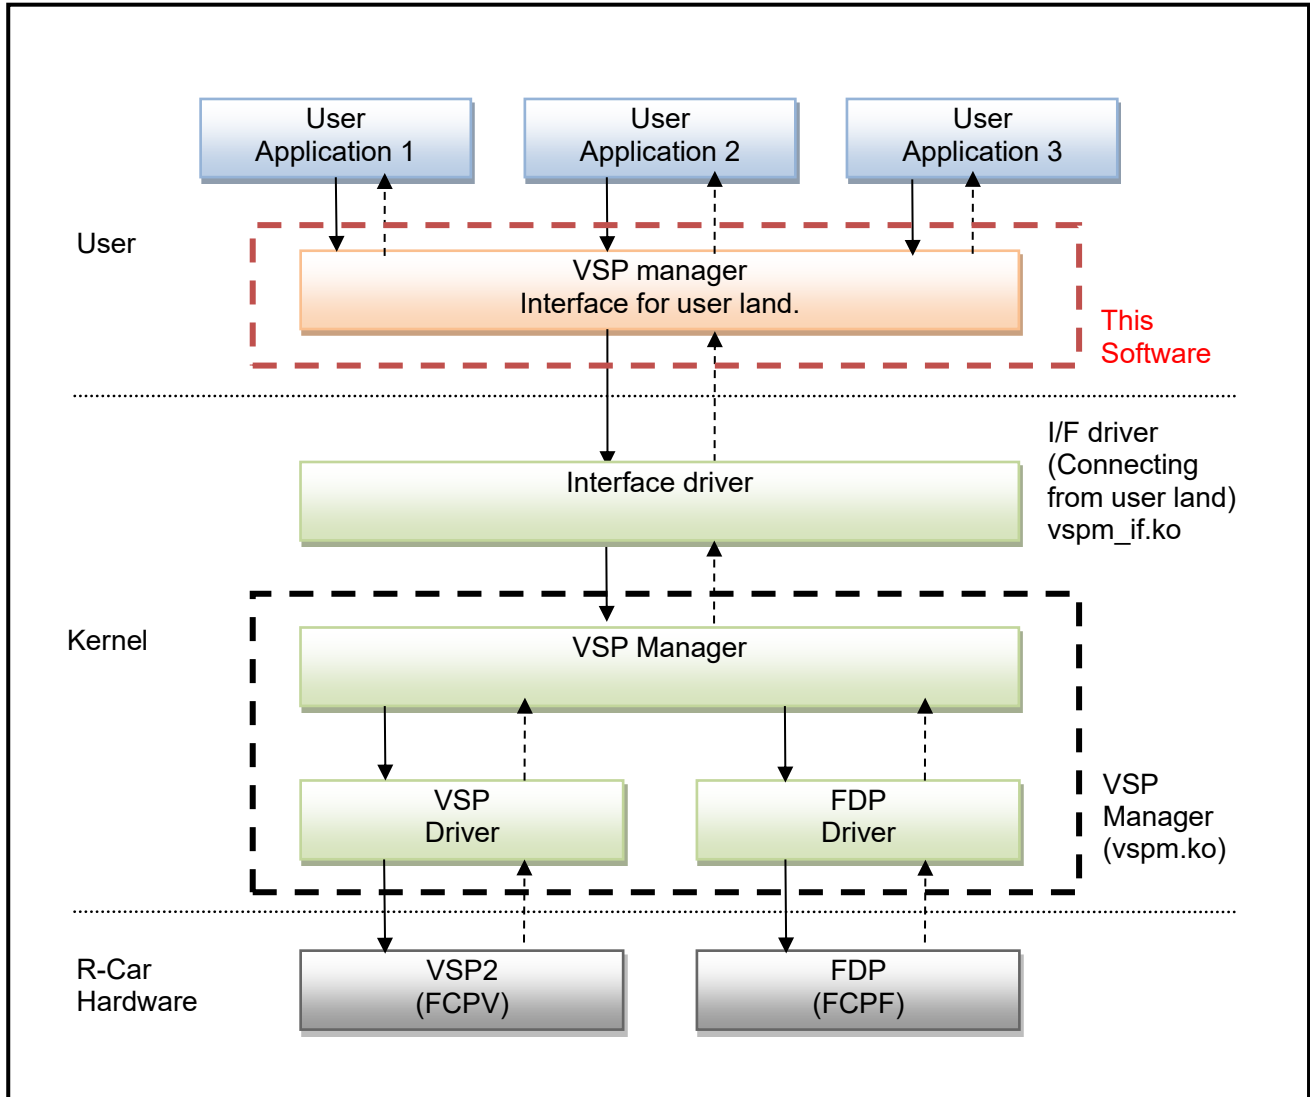 User
Application 1
User
Application 2
User
Application 3
User
VSP manager
Interface for user land.
This
Software
I/F driver
(Connecting
from user land)
vspm_if.ko
Interface driver
Kernel
VSP Manager
VSP
Driver
FDP
Driver
VSP
Manager
(vspm.ko)
R-Car
Hardware
VSP2
(FCPV)
FDP
(FCPF)